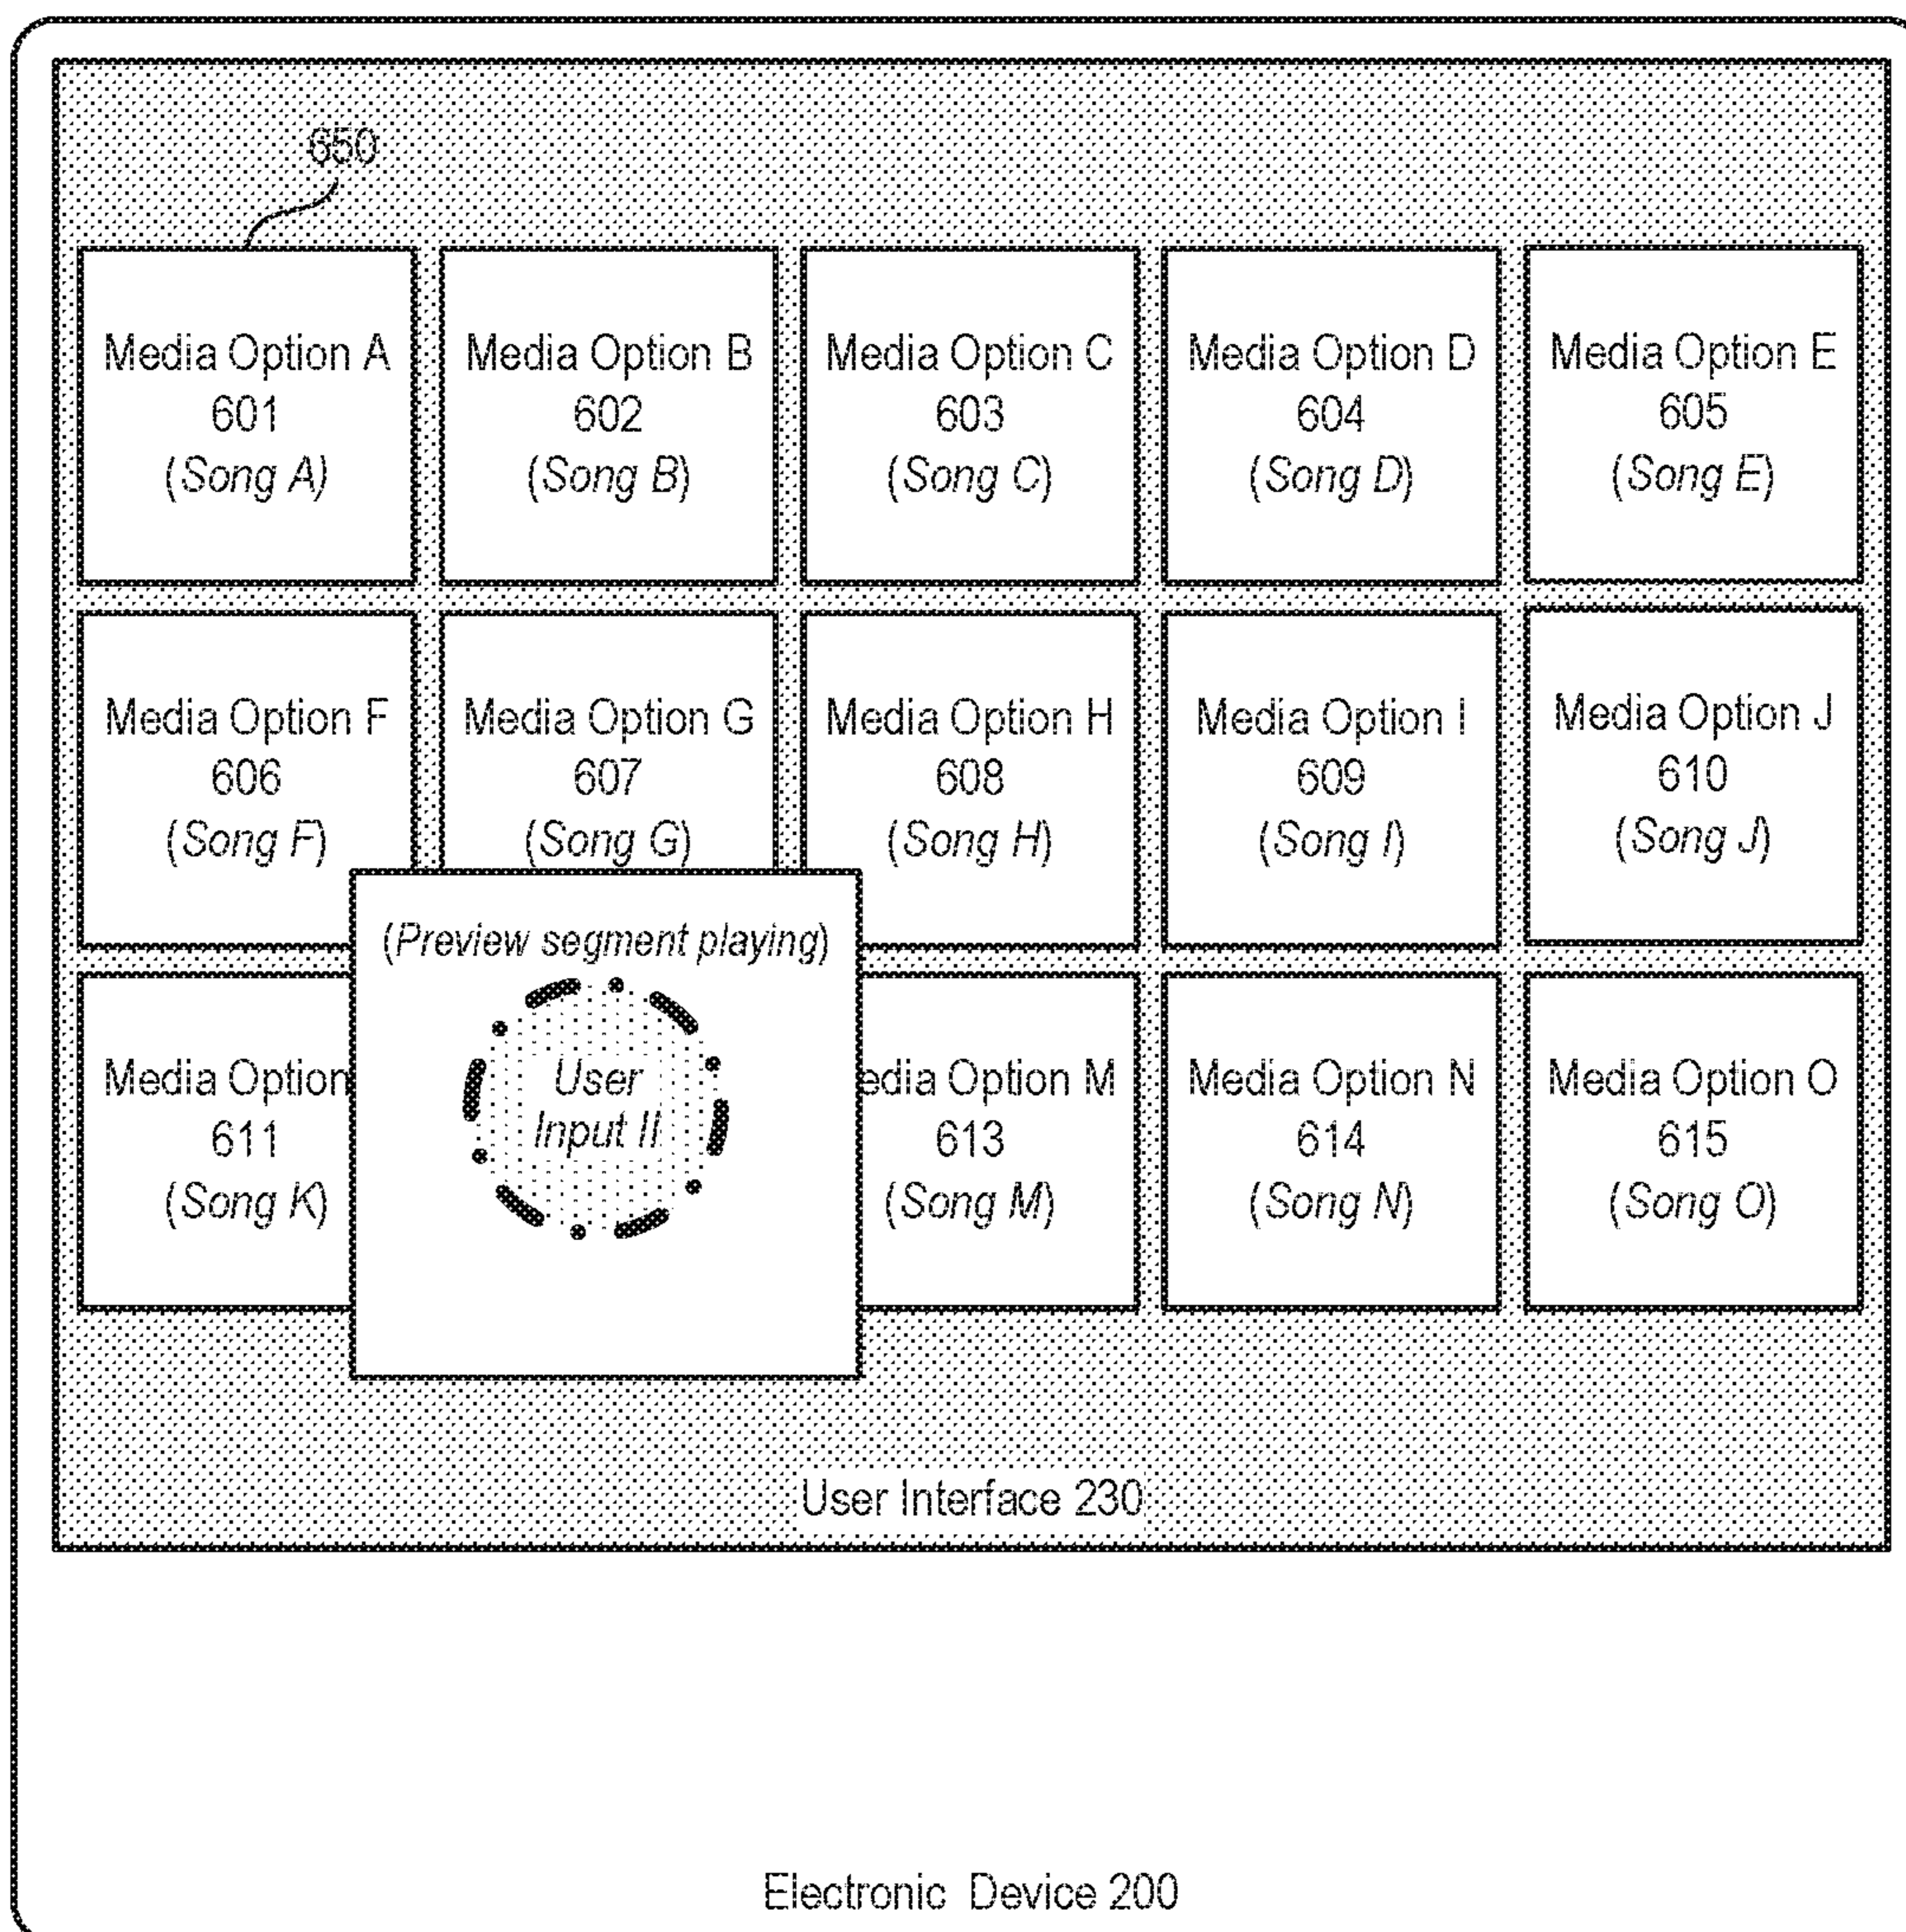 650
Media Option A
601
(Song A)
Media Option B
602
(Song B)
Media Option C
603
(Song C)
Media Option D
604
(Song D)
Media Option E
605
(Song E)
Media Option F
606
(Song F)
Media Option G
607
(Song G)
Media Option H
608
(Song H)
Media Option I
609
(Song I)
Media Option J
610
(Song J)
Media Option
611
(Song K)
(Preview segment playing)
User
Input II
edia Option M
613
(Song M)
Media Option N
614
(Song N)
Media Option O
615
(Song O)
User Interface 230
Electronic Device 200